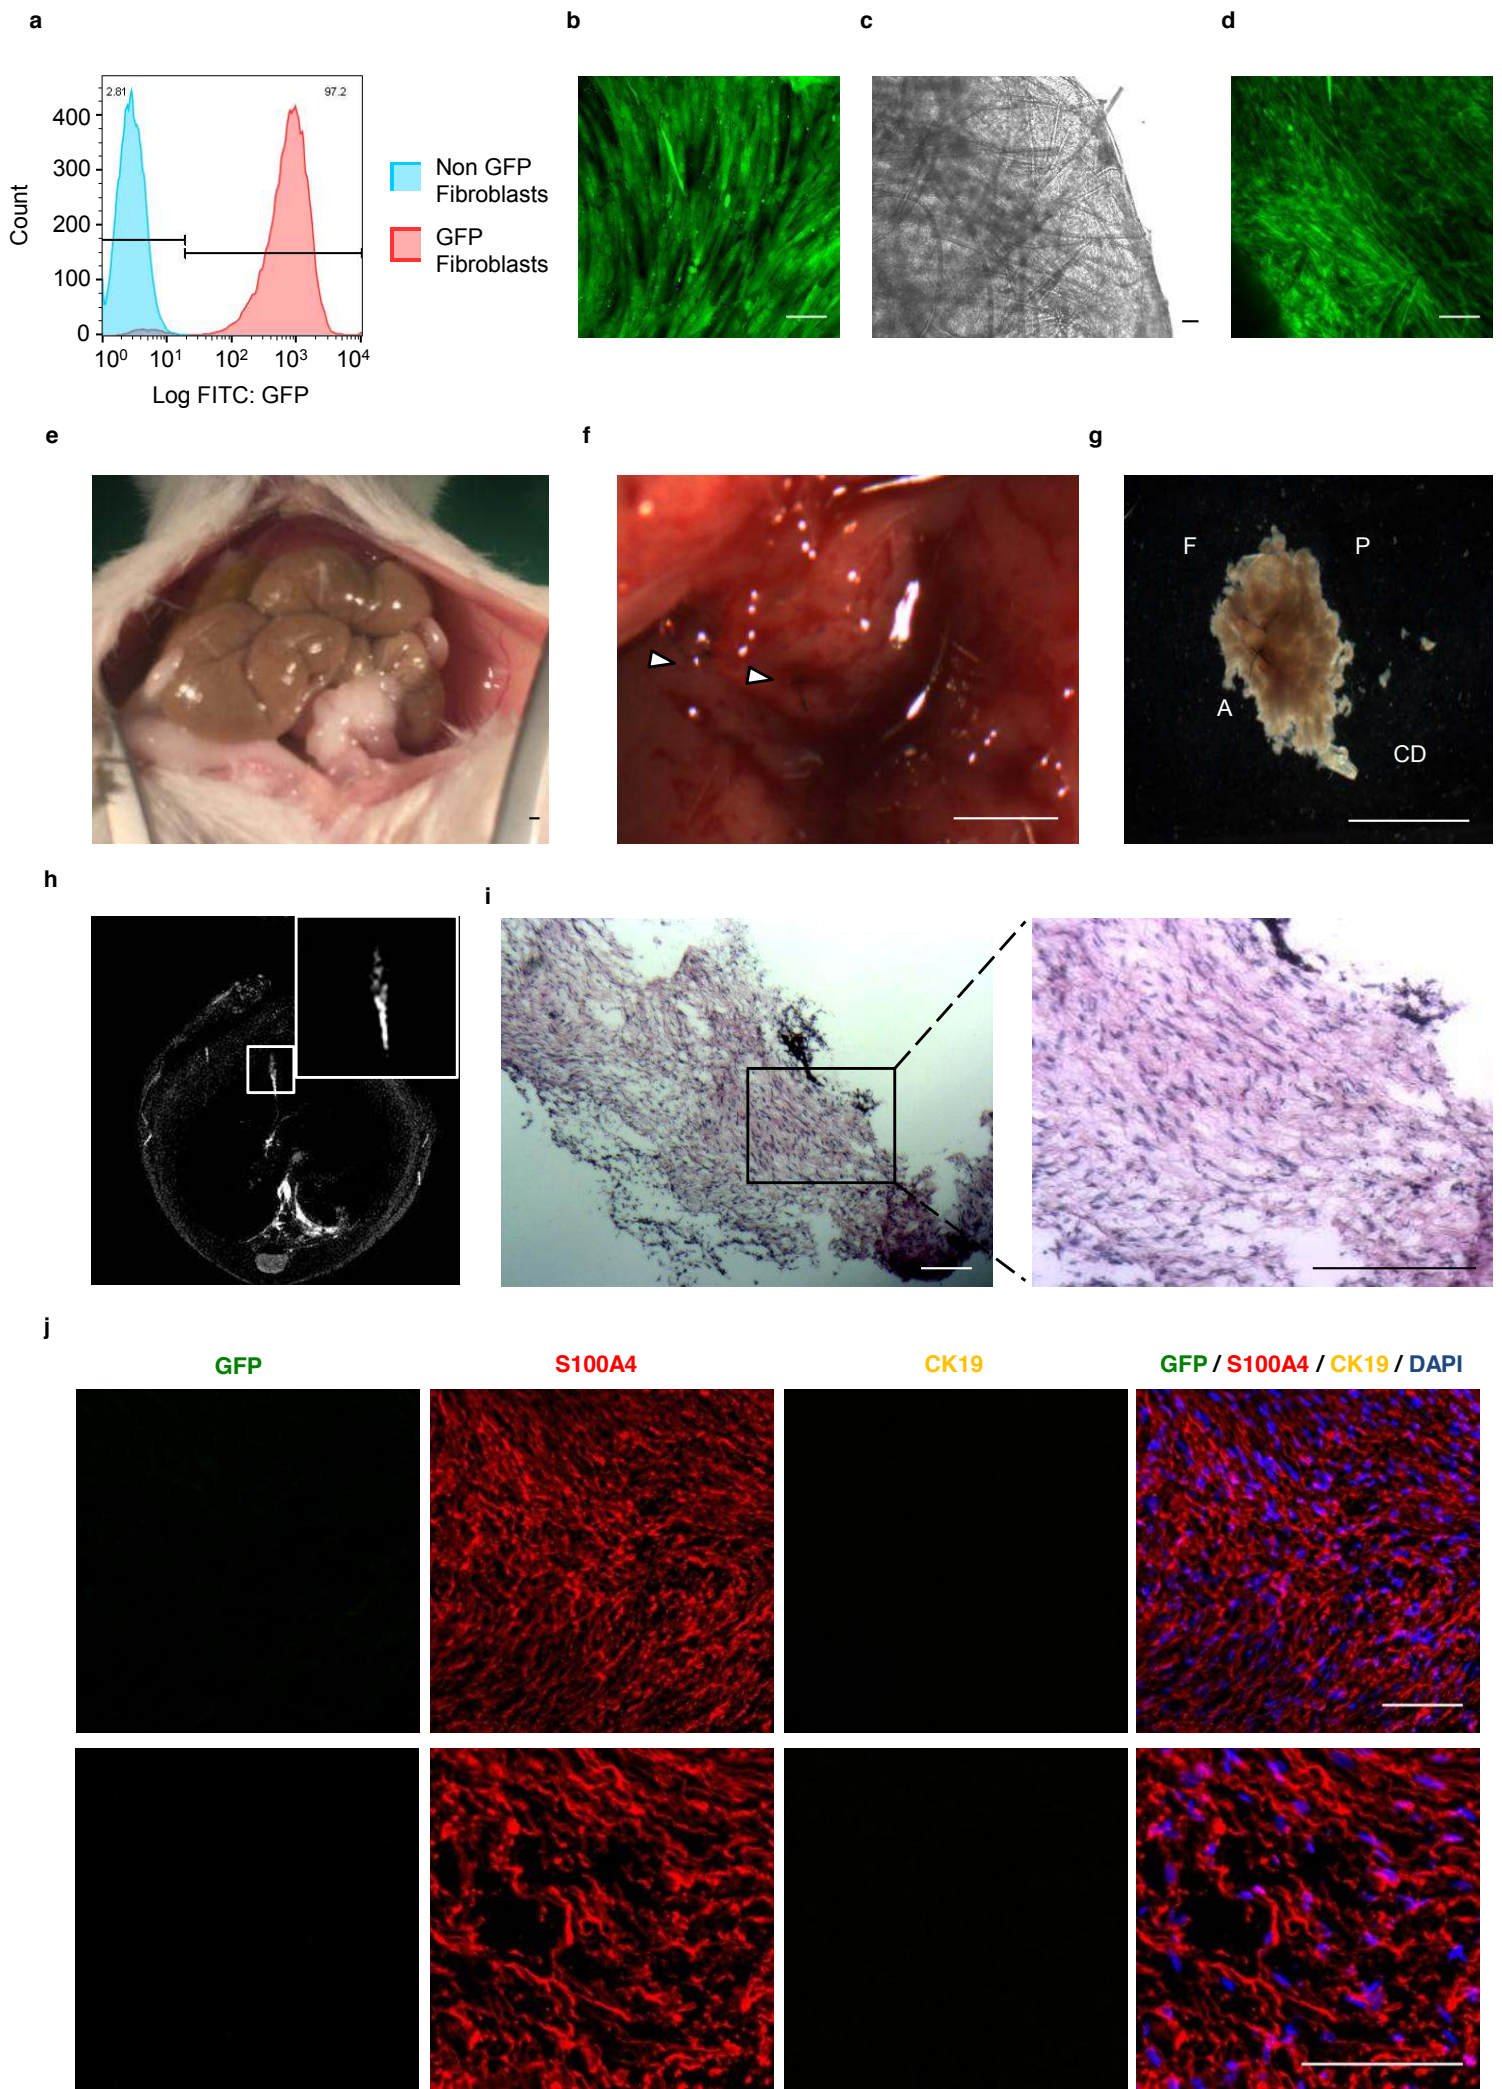 a
b
c
d
2.81
97.2
400
300
200
100
0
Count
10⁰ 10¹ 10² 10³ 10⁴
Log FITC: GFP
Non GFP
Fibroblasts
GFP
Fibroblasts
e
f
g
F
P
A
CD
h
i
j
GFP
S100A4
CK19
GFP / S100A4 / CK19 / DAPI